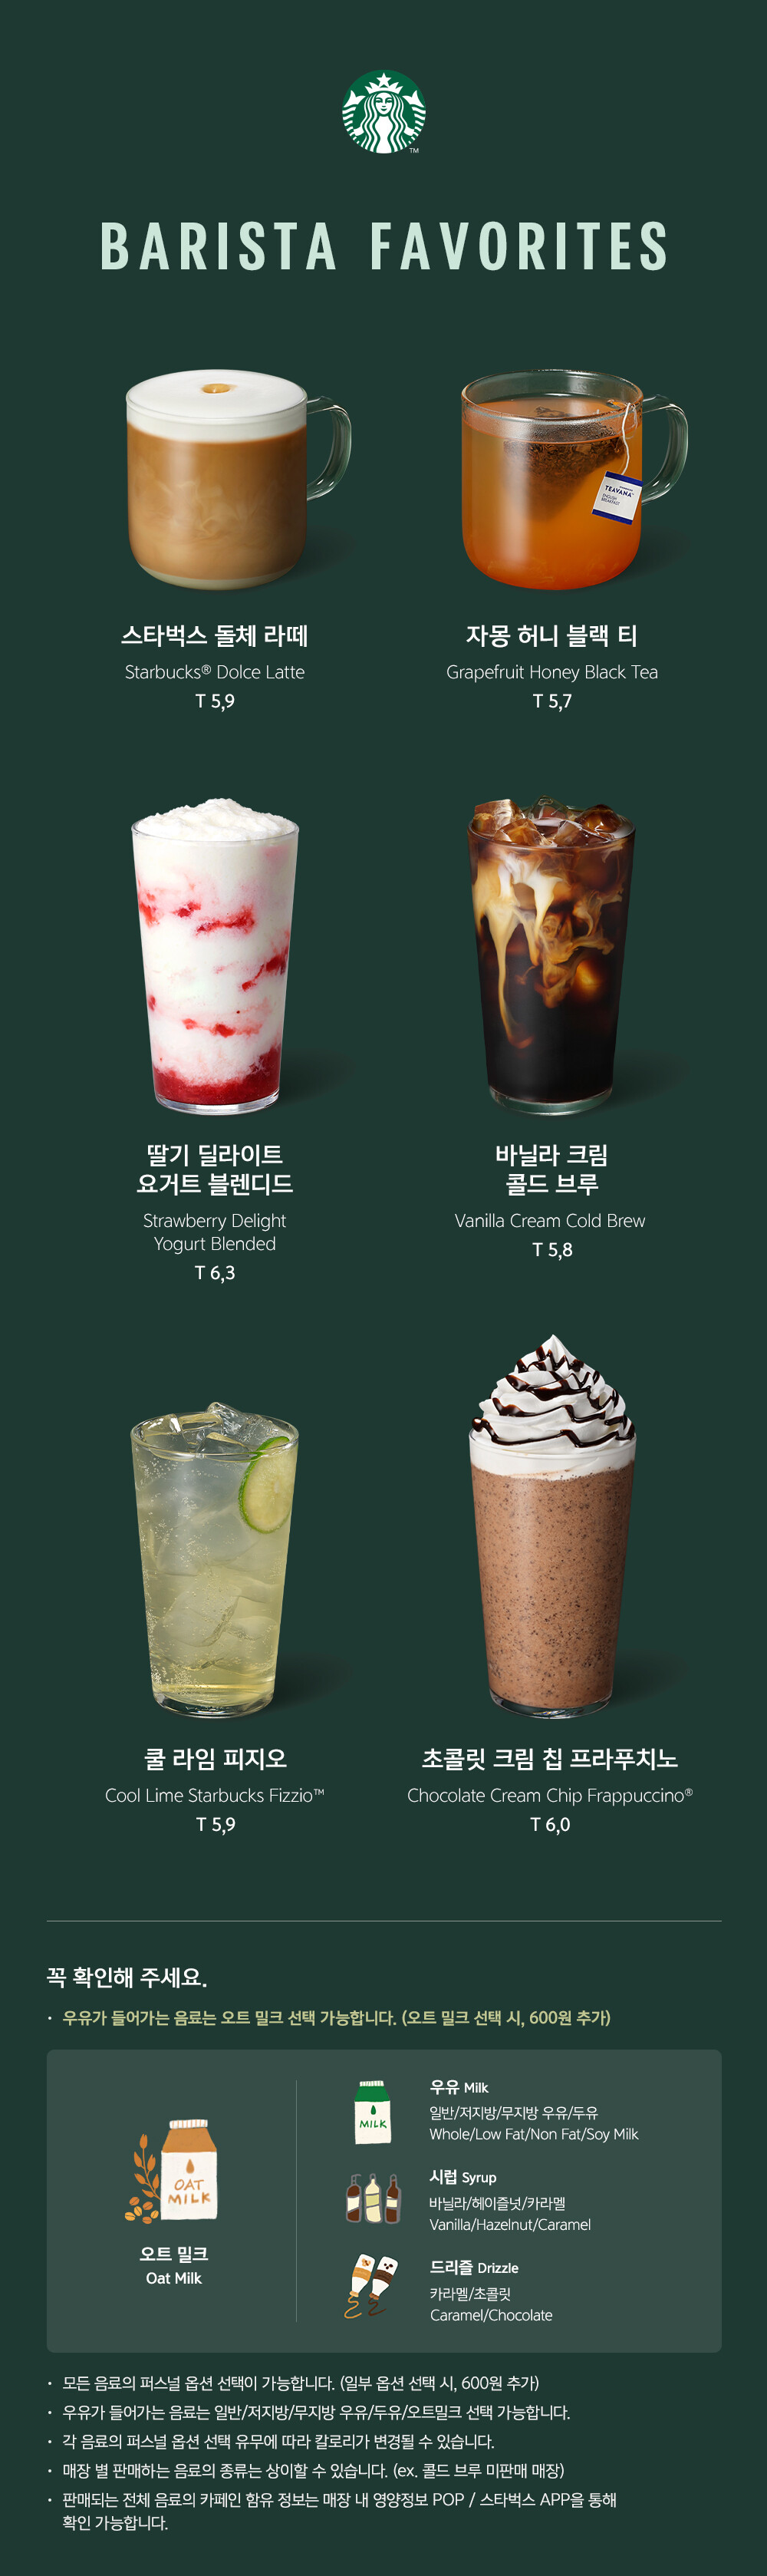 TM
BARISTA FAVORITES
TEAVANA™
ENGLISH
BREAKFAST
스타벅스 돌체 라떼
Starbucks® Dolce Latte
T 5,9
자몽 허니 블랙 티
Grapefruit Honey Black Tea
T 5,7
딸기 딜라이트
요거트 블렌디드
Strawberry Delight
Yogurt Blended
T 6,3
바닐라 크림
콜드 브루
Vanilla Cream Cold Brew
T 5,8
쿨 라임 피지오
Cool Lime Starbucks Fizzio™
T 5,9
초콜릿 크림 칩 프라푸치노
Chocolate Cream Chip Frappuccino®
T 6,0
꼭 확인해 주세요.
• 우유가 들어가는 음료는 오트 밀크 선택 가능합니다. (오트 밀크 선택 시, 600원 추가)
OAT
MILK
오트 밀크
Oat Milk
MILK
우유 Milk
일반/저지방/무지방 우유/두유
Whole/Low Fat/Non Fat/Soy Milk
시럽 Syrup
바닐라/헤이즐넛/카라멜
Vanilla/Hazelnut/Caramel
드리즐 Drizzle
카라멜/초콜릿
Caramel/Chocolate
• 모든 음료의 퍼스널 옵션 선택이 가능합니다. (일부 옵션 선택 시, 600원 추가)
• 우유가 들어가는 음료는 일반/저지방/무지방 우유/두유/오트밀크 선택 가능합니다.
• 각 음료의 퍼스널 옵션 선택 유무에 따라 칼로리가 변경될 수 있습니다.
• 매장 별 판매하는 음료의 종류는 상이할 수 있습니다. (ex. 콜드 브루 미판매 매장)
• 판매되는 전체 음료의 카페인 함유 정보는 매장 내 영양정보 POP / 스타벅스 APP을 통해
확인 가능합니다.